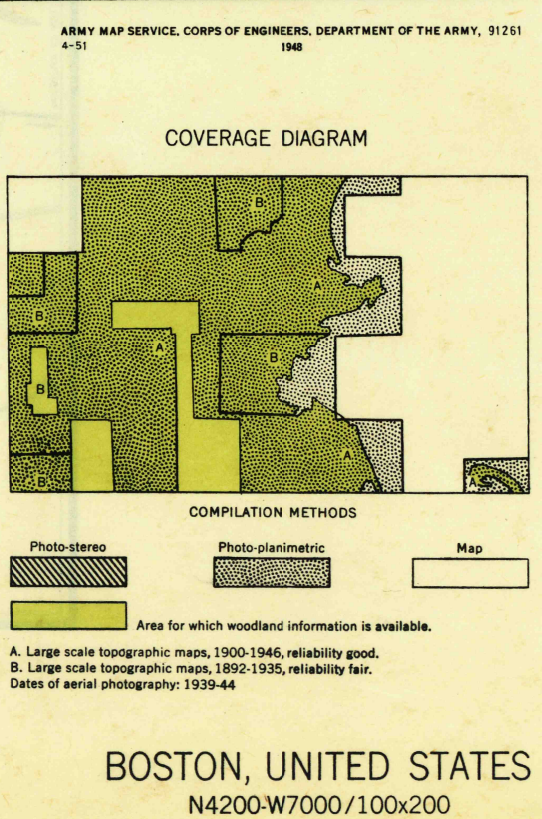 ARMY MAP SERVICE. CORPS OF ENGINEERS. DEPARTMENT OF THE ARMY, 91261
4-51
1948
COVERAGE DIAGRAM
B
A
B
A
B
B
A
B
A
COMPILATION METHODS
Photo-stereo
Photo-planimetric
Map
Area for which woodland information is available.
A. Large scale topographic maps, 1900-1946, reliability good.
B. Large scale topographic maps, 1892-1935, reliability fair.
Dates of aerial photography: 1939-44
BOSTON, UNITED STATES
N4200-W7000/100x200